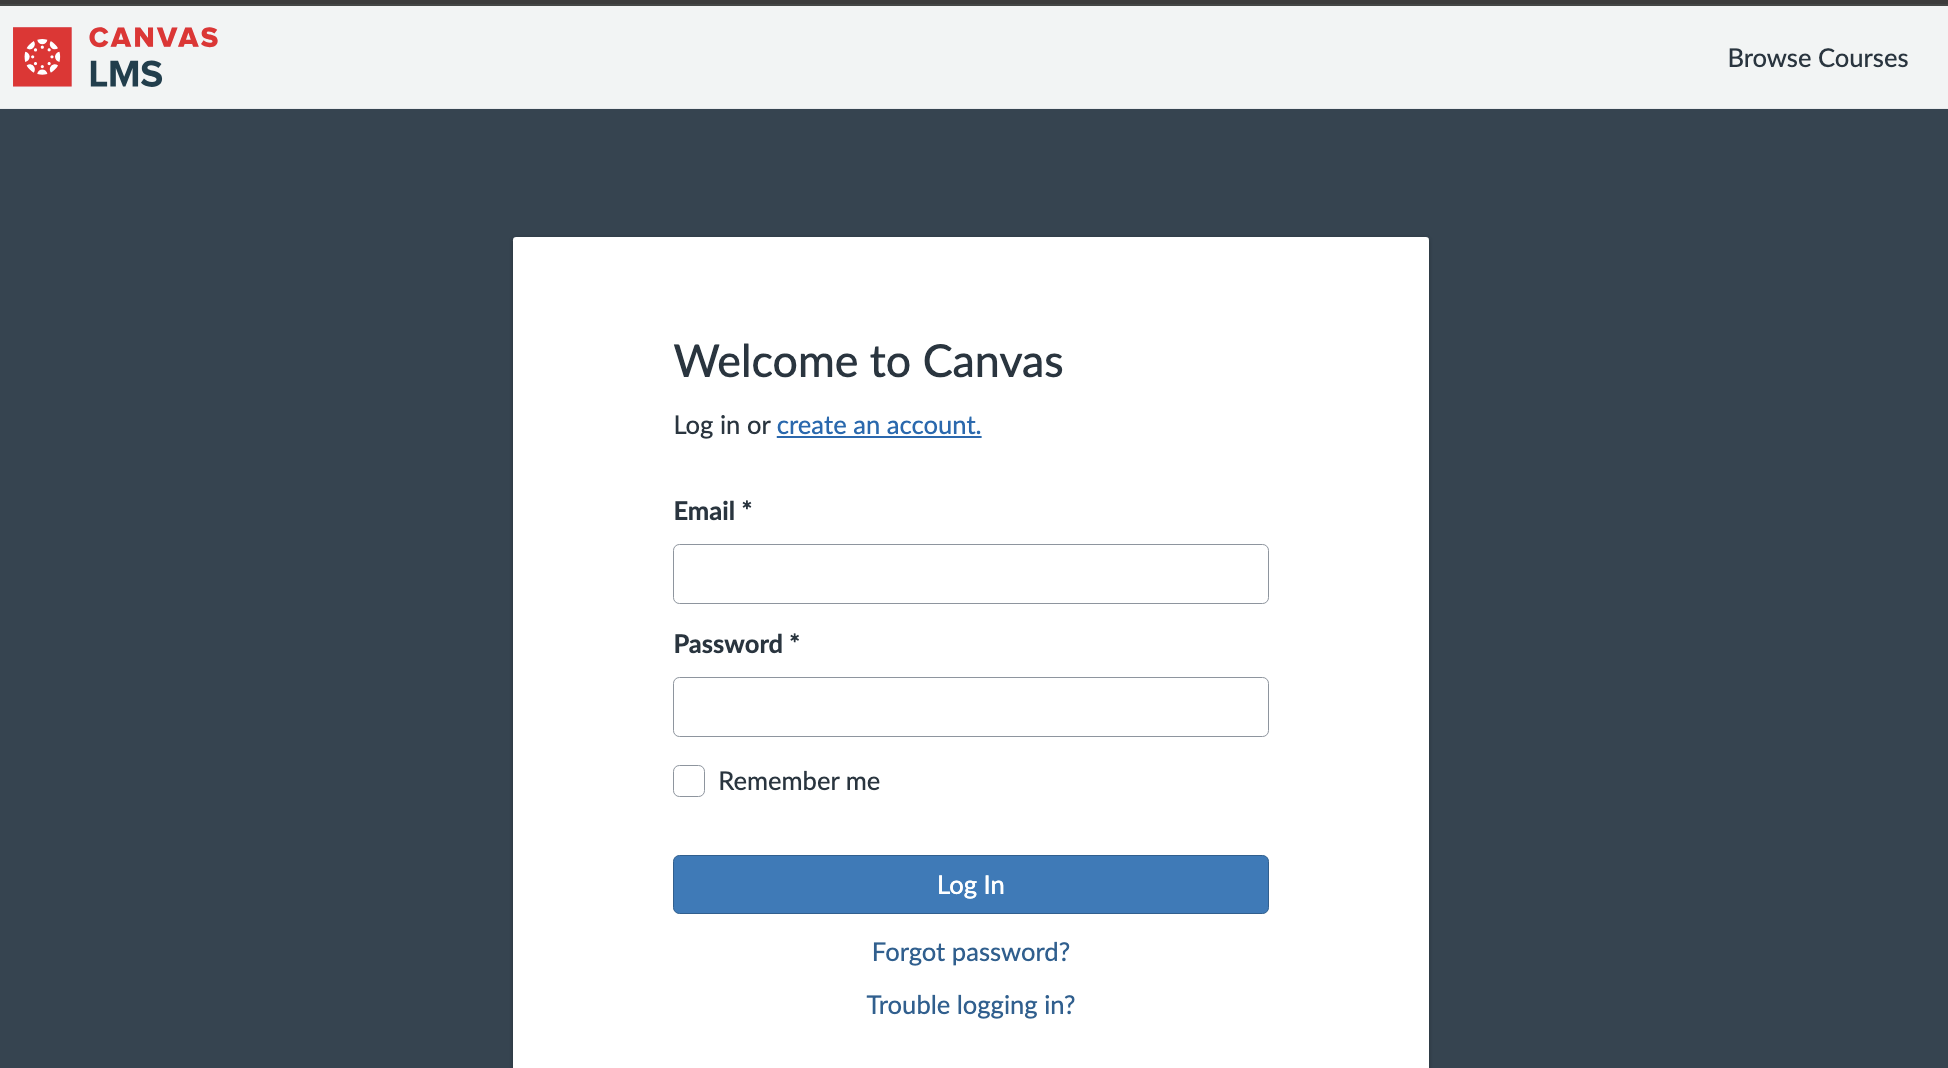 CANVAS
LMS
Browse Courses
Welcome to Canvas
Log in or create an account.
Email *
Password *
Remember me
Log In
Forgot password?
Trouble logging in?